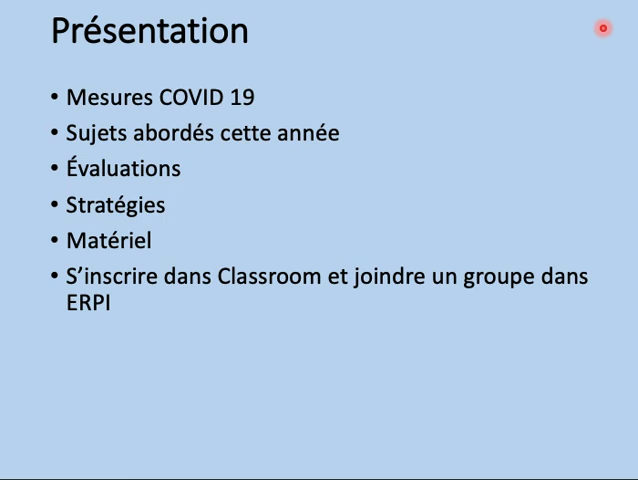 Présentation
• Mesures COVID 19
• Sujets abordés cette année
• Évaluations
• Stratégies
• Matériel
• S’inscrire dans Classroom et joindre un groupe dans
ERPI